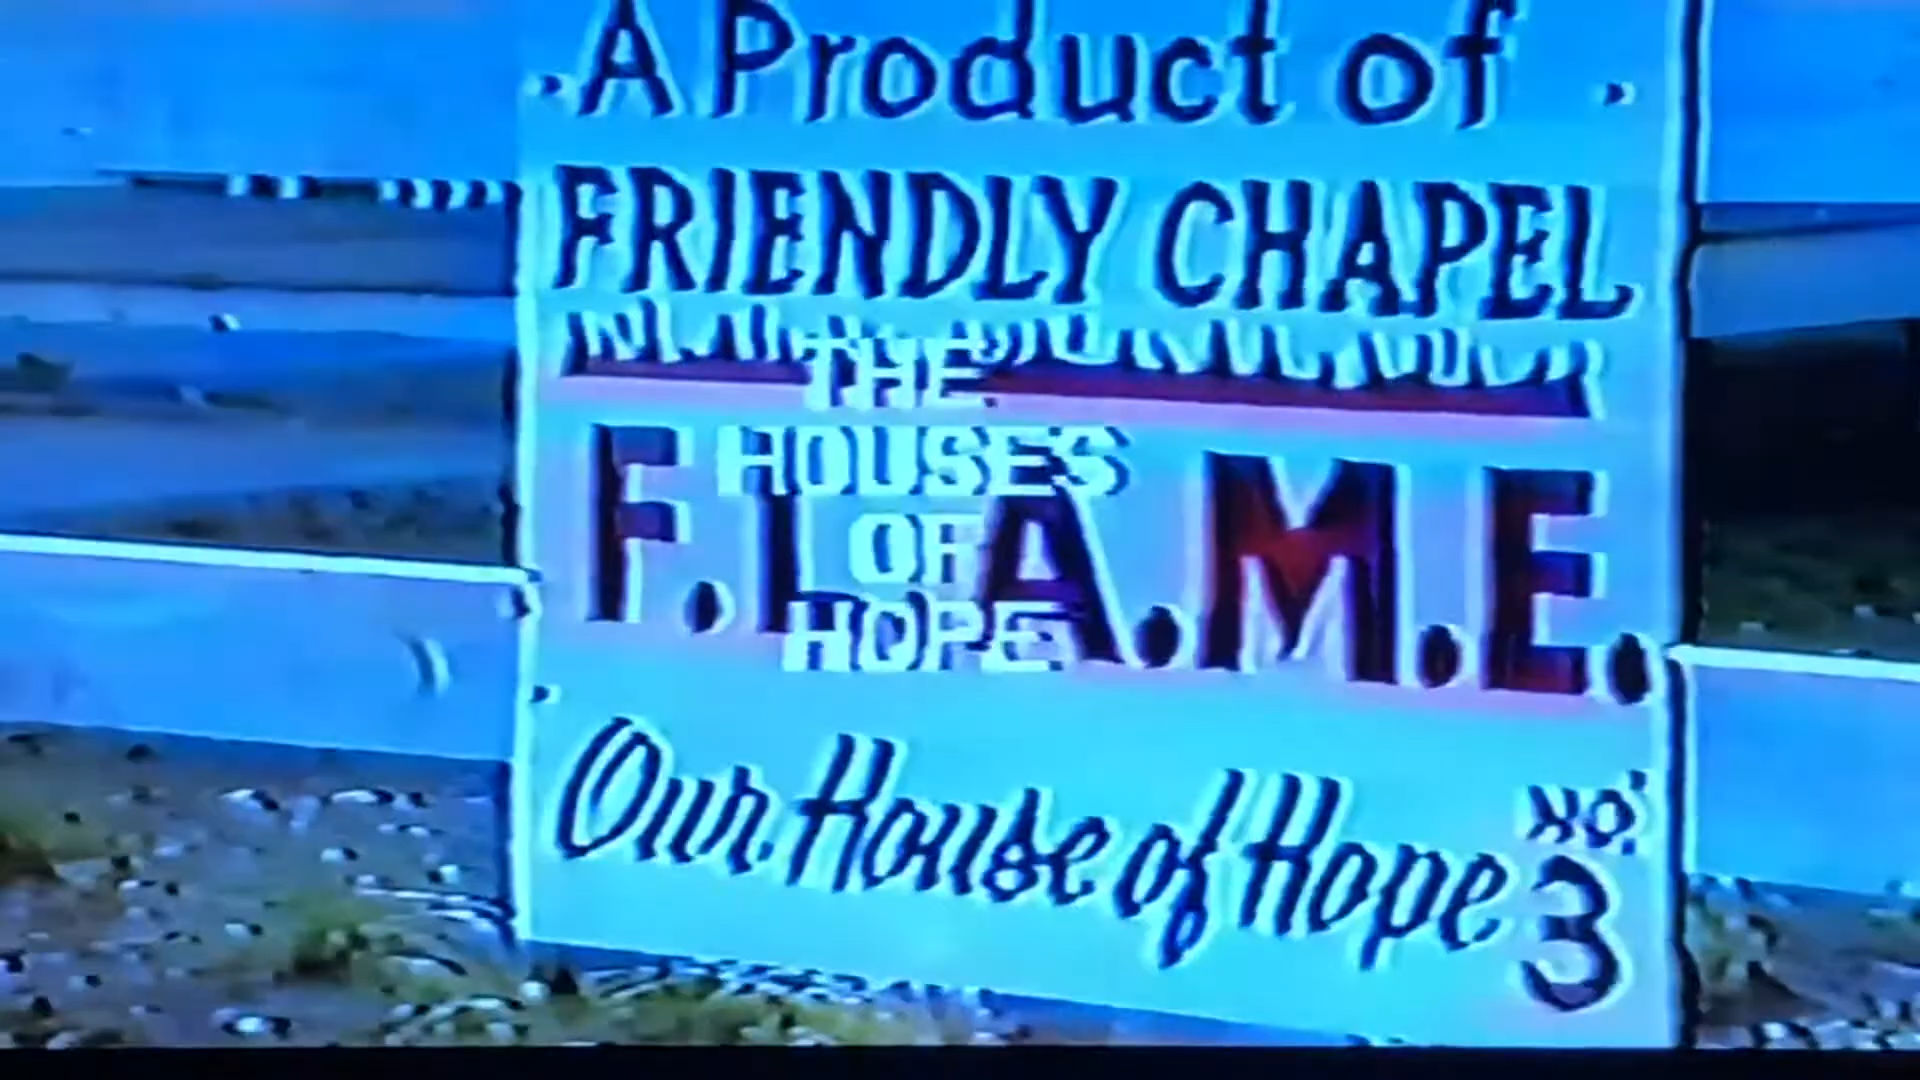 A Product of
FRIENDLY CHAPEL
THE
HOUSES
OF
HOPE
F.L.A.M.E.
Our House of Hope NO. 3